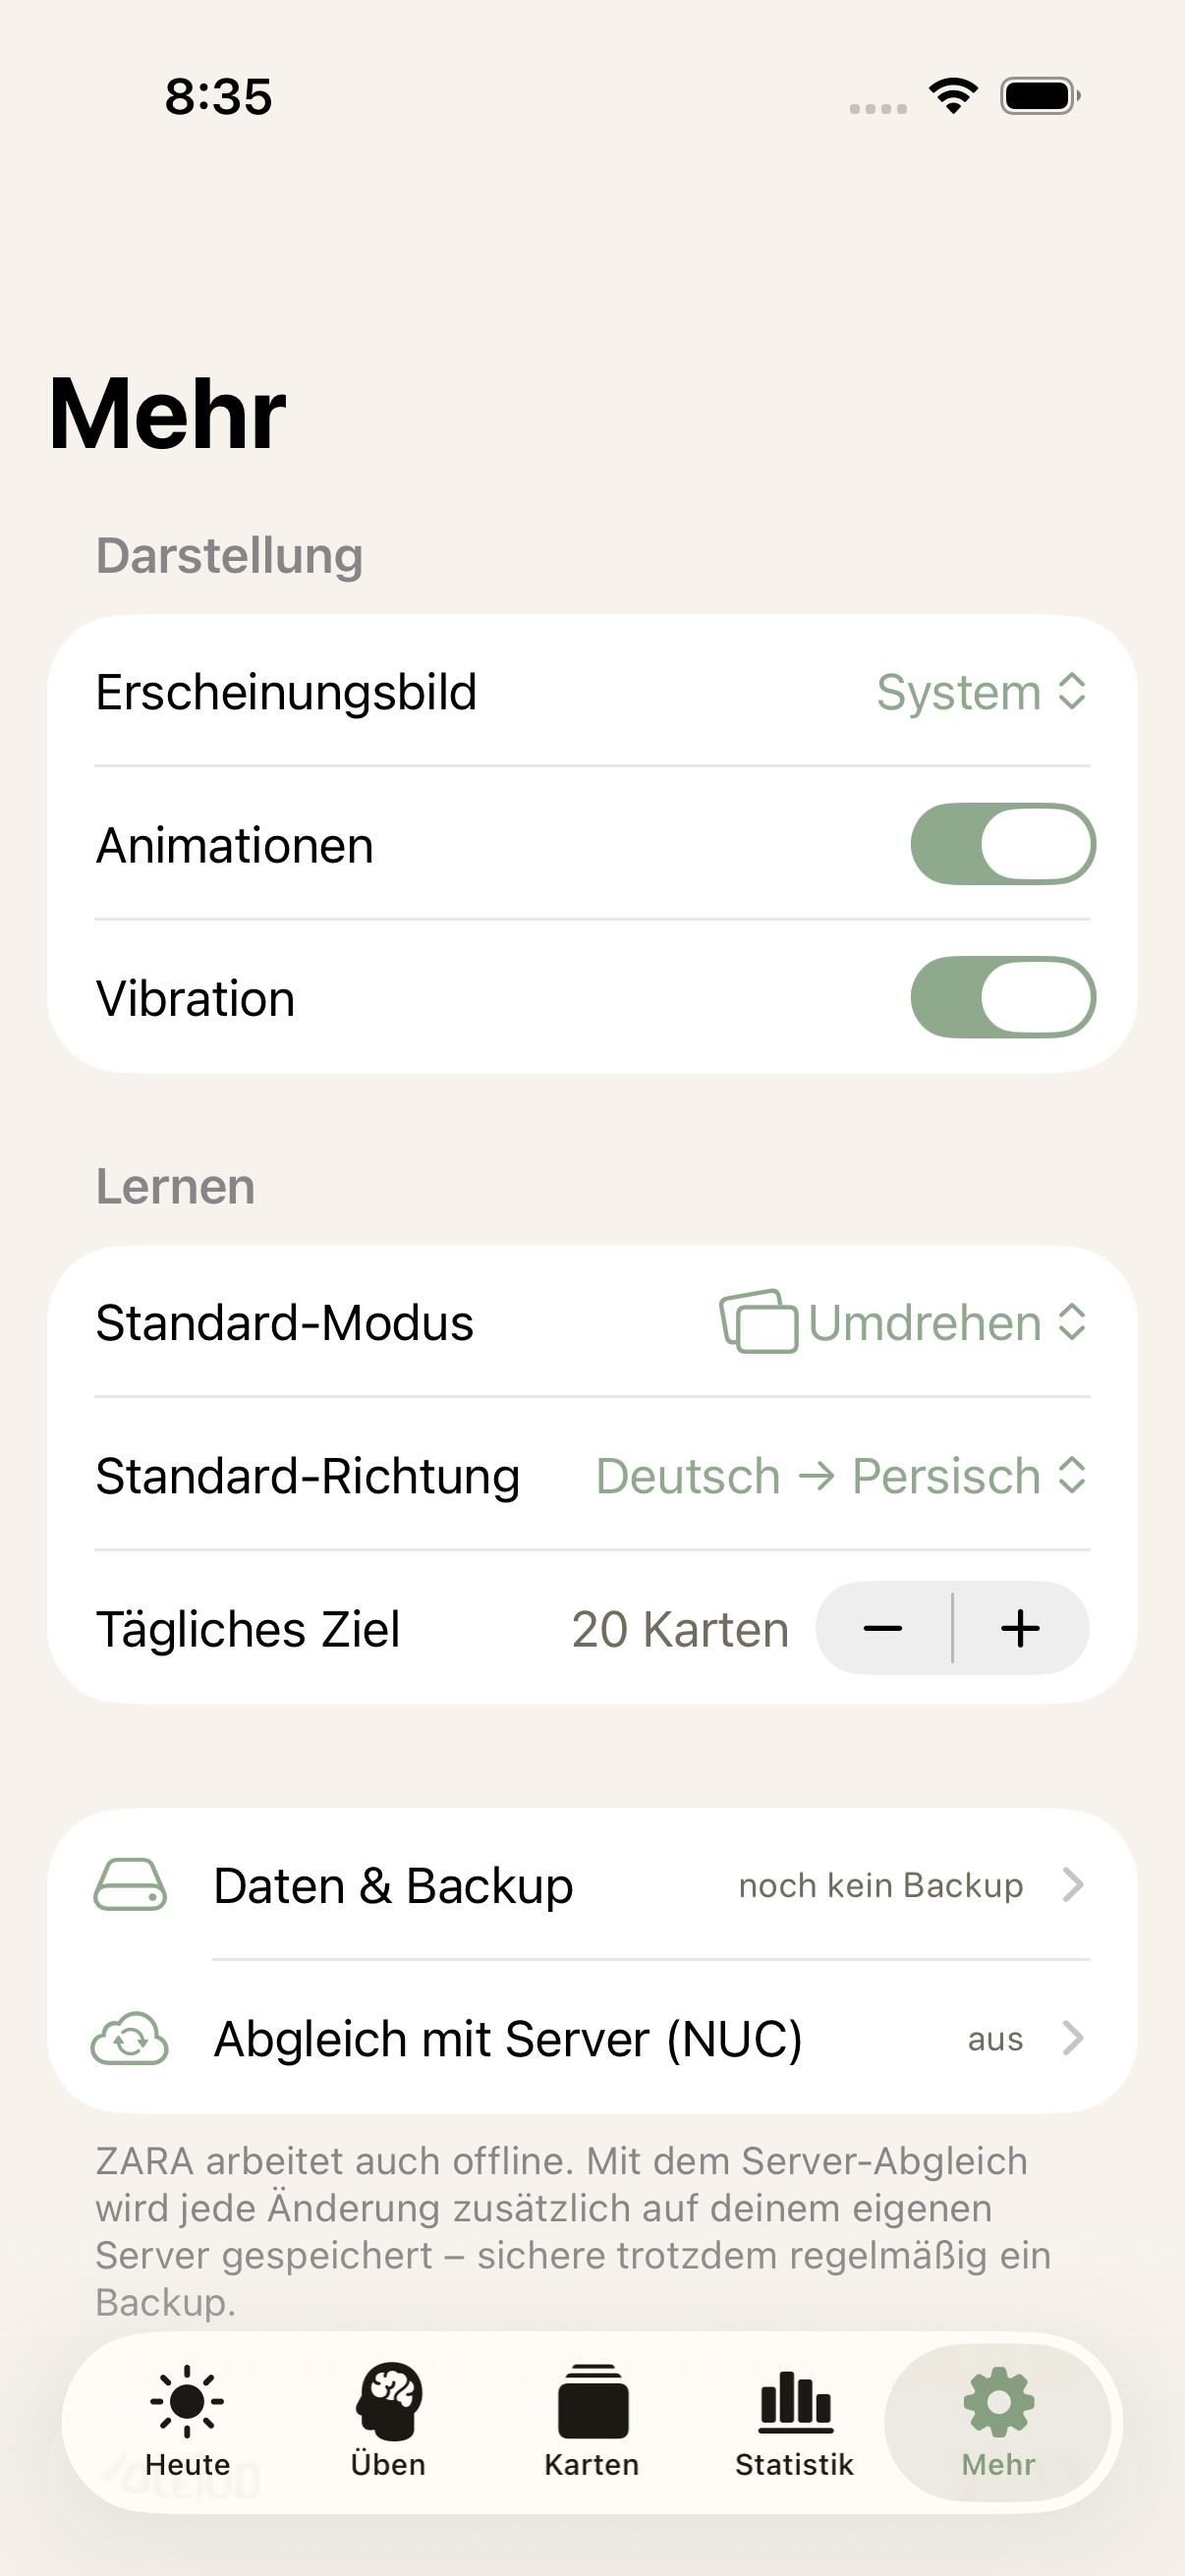 8:35
Mehr
Darstellung
Erscheinungsbild System
Animationen
Vibration
Lernen
Standard-Modus Umdrehen
Standard-Richtung Deutsch → Persisch
Tägliches Ziel 20 Karten − +
Daten & Backup noch kein Backup
Abgleich mit Server (NUC) aus
ZARA arbeitet auch offline. Mit dem Server-Abgleich
wird jede Änderung zusätzlich auf deinem eigenen
Server gespeichert – sichere trotzdem regelmäßig ein
Backup.
Heute Üben Karten Statistik Mehr